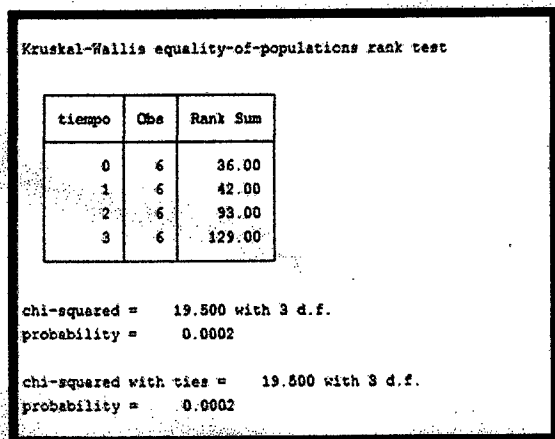 Kruskal-Wallis equality-of-populations rank test
tiempo Obs Rank Sum
0 6 36.00
1 6 42.00
2 6 93.00
3 6 129.00
chi-squared = 19.500 with 3 d.f.
probability = 0.0002
chi-squared with ties = 19.500 with 3 d.f.
probability = 0.0002